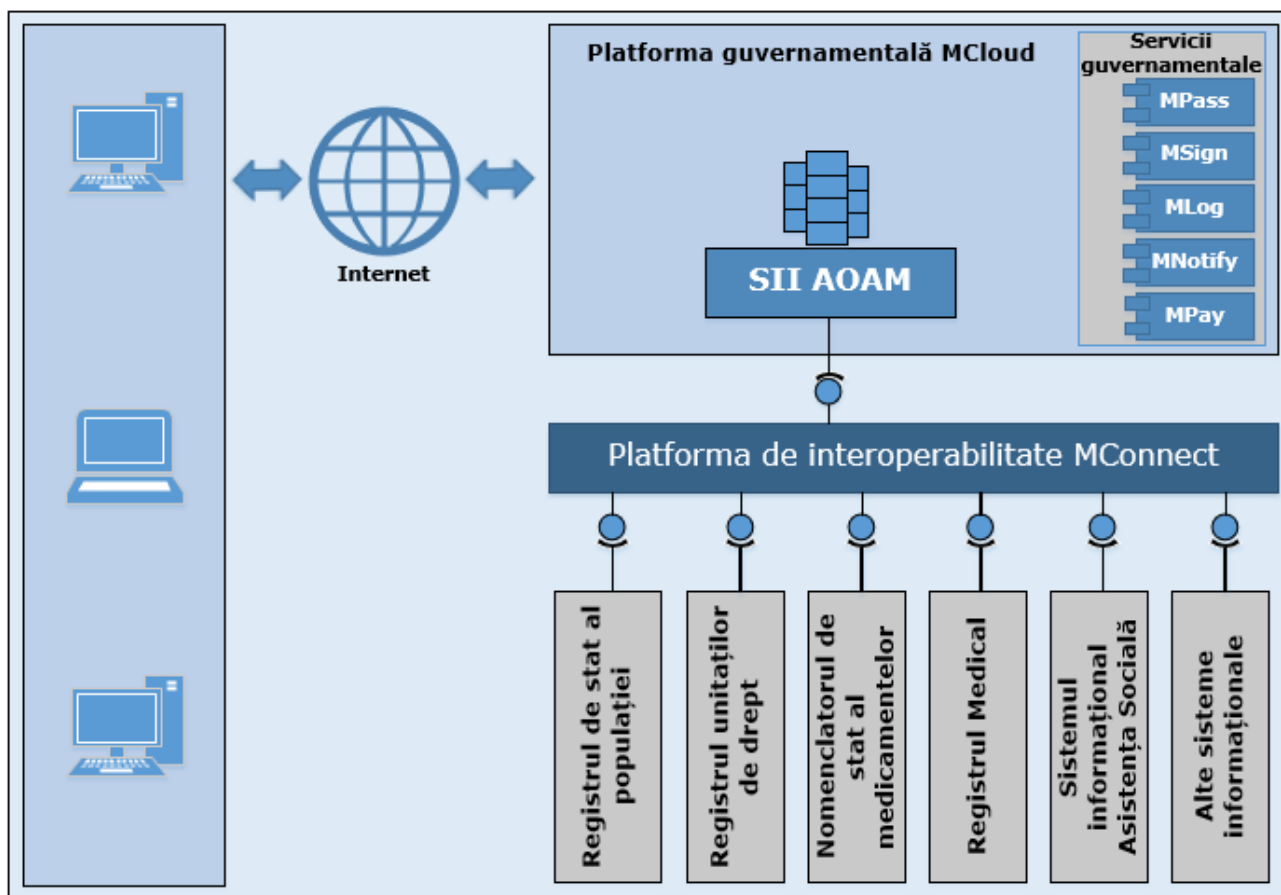 Platforma guvernamentală MCloud
Servicii
guvernamentale
MPass
MSign
MLog
MNotify
MPay
Internet
SII AOAM
Platforma de interoperabilitate MConnect
Registrul de stat al
populației
Registrul unitaților
de drept
Nomenclatorul de
stat al
medicamentelor
Registrul Medical
Sistemul
informațional
Asistența Socială
Alte sisteme
informaționale